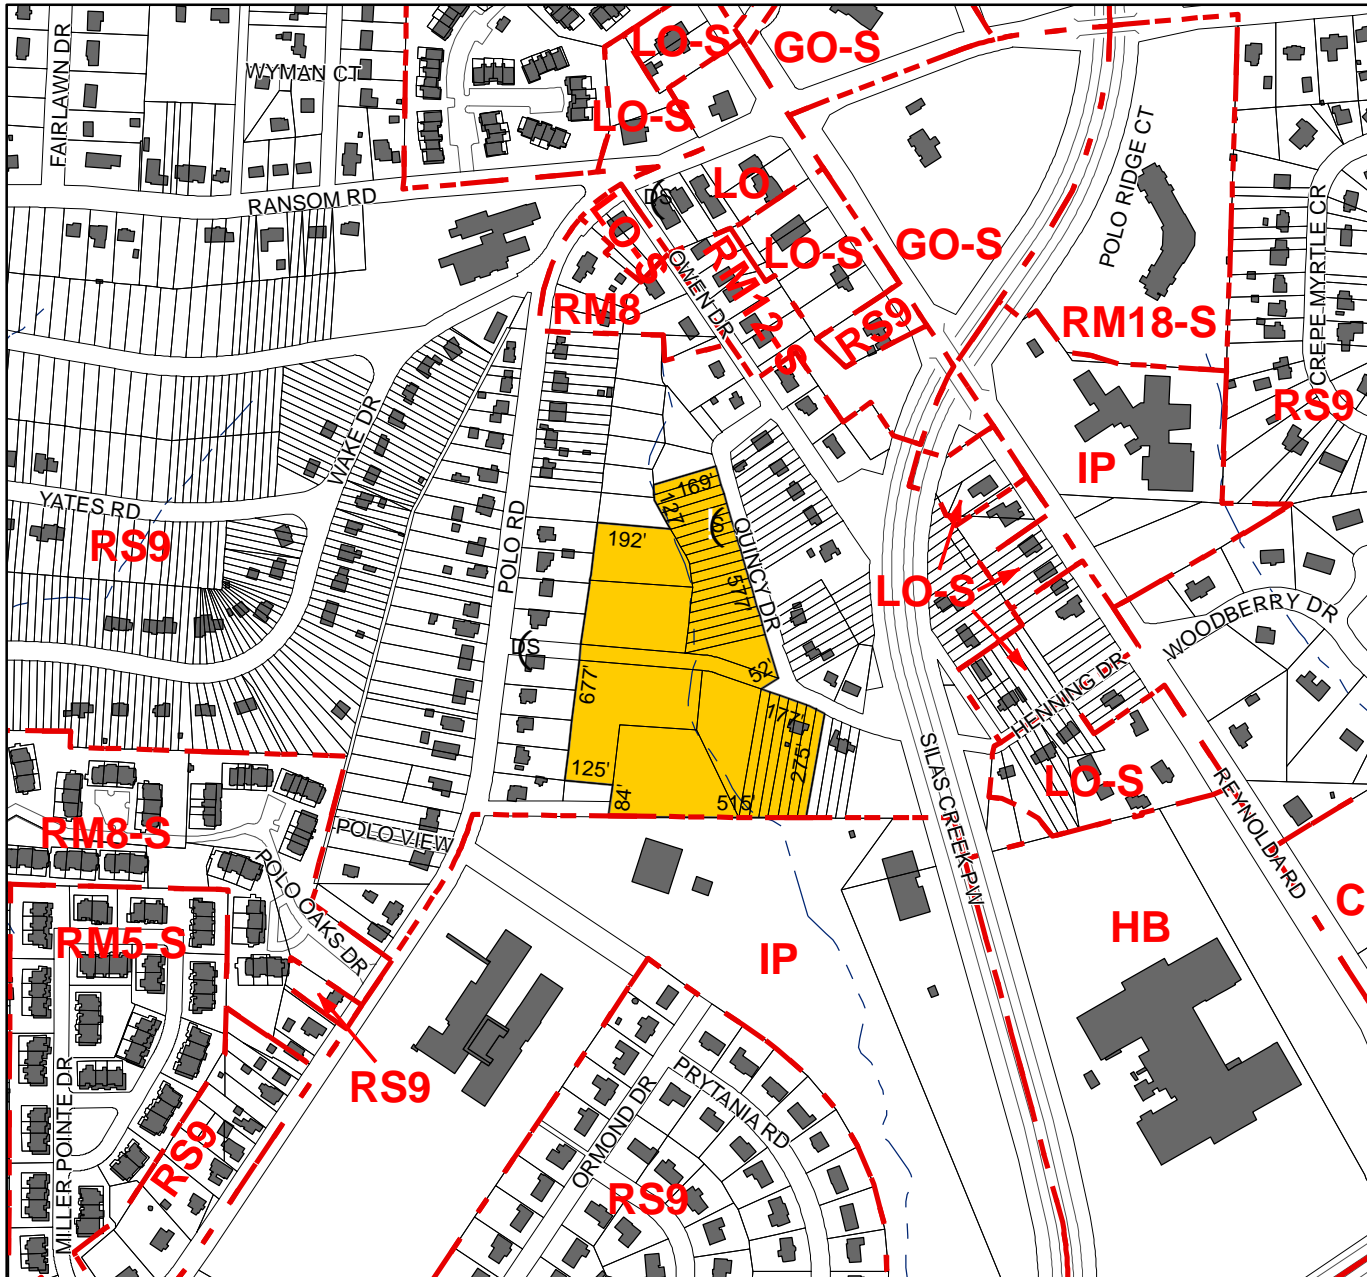 LO-S
GO-S
FAIRLAWN DR
WYMAN CT
LO-S
RANSOM RD
DS
LO
LO-S
LO-S
RM12-S
OWEN DR
GO-S
POLO RIDGE CT
CREPE MYRTLE CR
RM8
RS9
RM18-S
RS9
WAKE DR
IP
YATES RD
RS9
POLO RD
169'
127'
192'
S
QUINCY DR
577'
LO-S
WOODBERRY DR
DS
677'
52'
177'
HENNING DR
275'
125'
84'
515'
SILAS CREEK PW
LO-S
REYNOLDA RD
RM8-S
POLO VIEW
POLO OAKS DR
C
HB
RM5-S
IP
MILLER POINTE DR
RS9
RS9
ORMOND DR
PRYTANIA RD
RS9